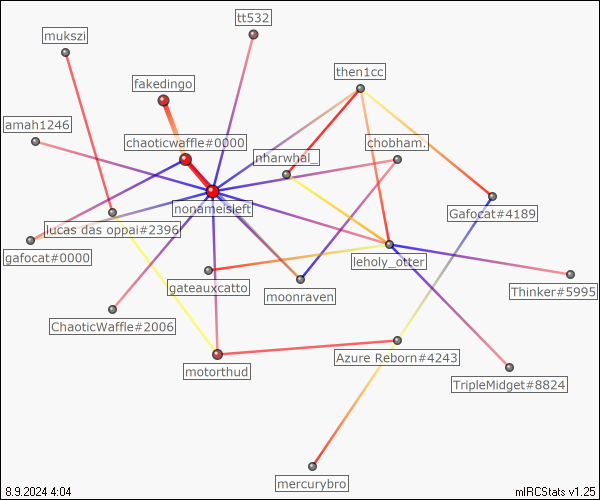 tt532
mukszi
then1cc
fakedingo
amah1246
chaoticwaffle#0000
chobham.
nharwhal_
nonameisleft
Gafocat#4189
lucas das oppai#2396
gafocat#0000
leholy_otter
gateauxcatto
moonraven
Thinker#5995
ChaoticWaffle#2006
Azure Reborn#4243
motorthud
TripleMidget#8824
mercurybro
8.9.2024 4:04
mIRCStats v1.25